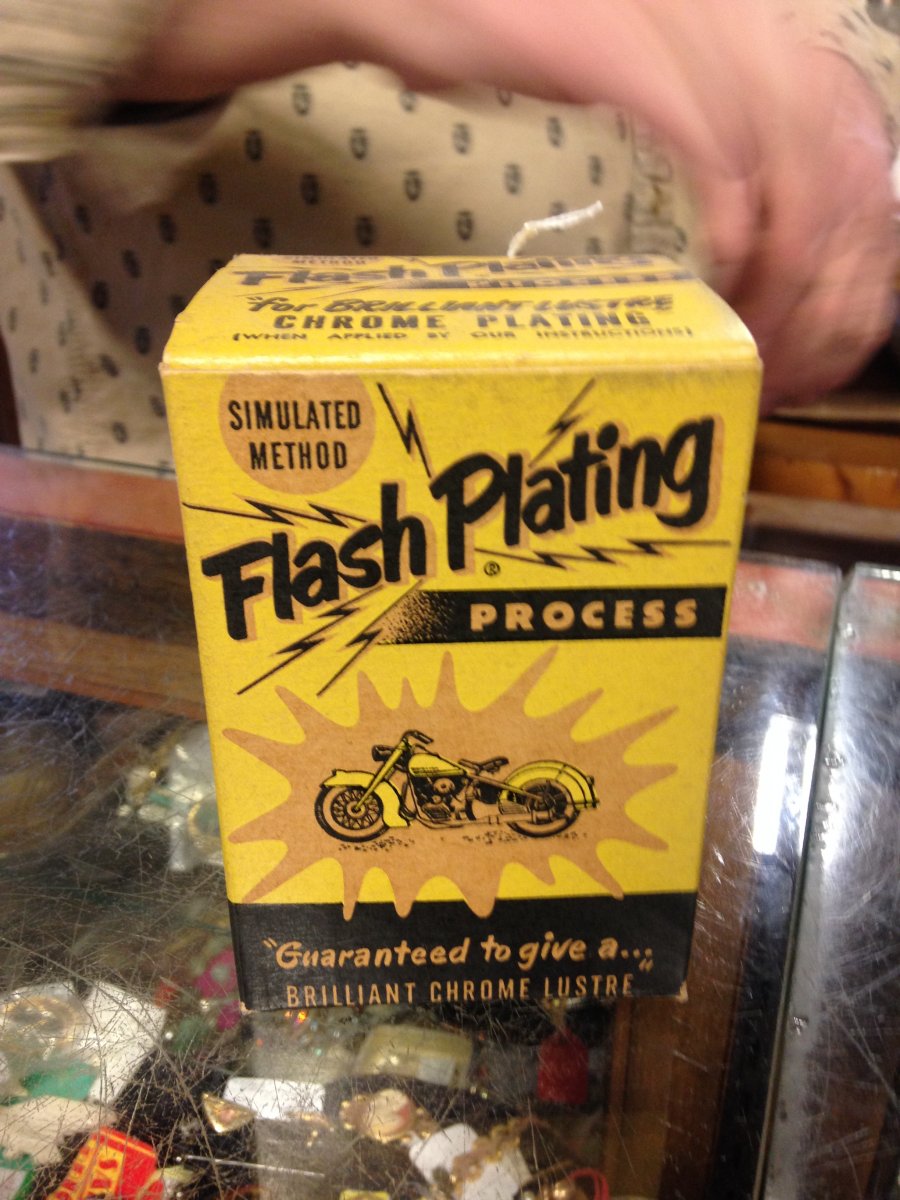 Flash Plating
"for BRILLIANT LUSTRE
CHROME PLATING
(WHEN APPLIED BY OUR INSTRUCTIONS)
SIMULATED
METHOD
Flash Plating
®
PROCESS
"Guaranteed to give a...
BRILLIANT CHROME LUSTRE"